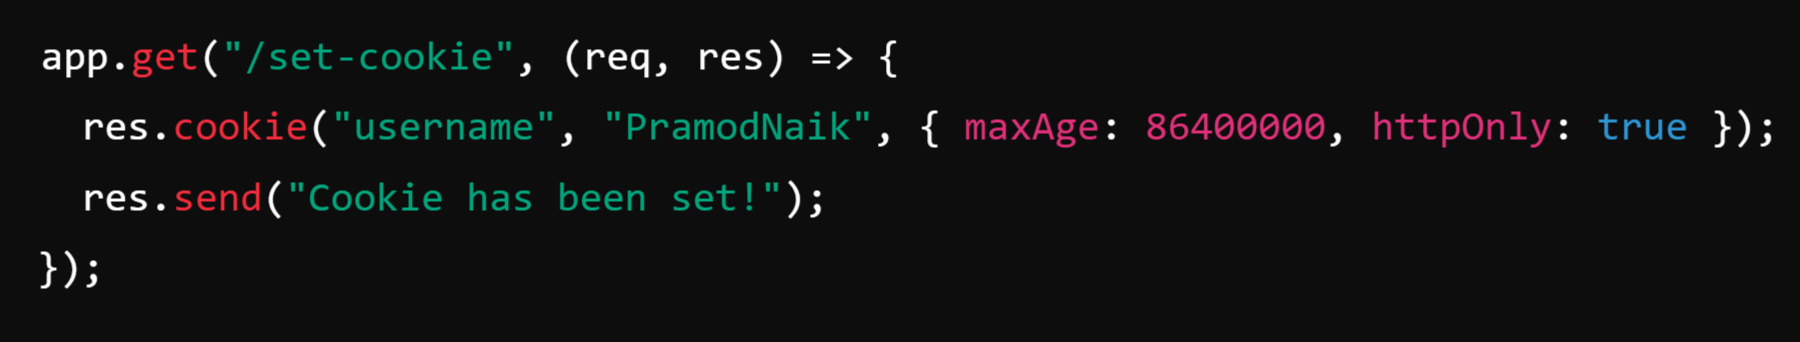 app.get("/set-cookie", (req, res) => {
  res.cookie("username", "PramodNaik", { maxAge: 86400000, httpOnly: true });
  res.send("Cookie has been set!");
});